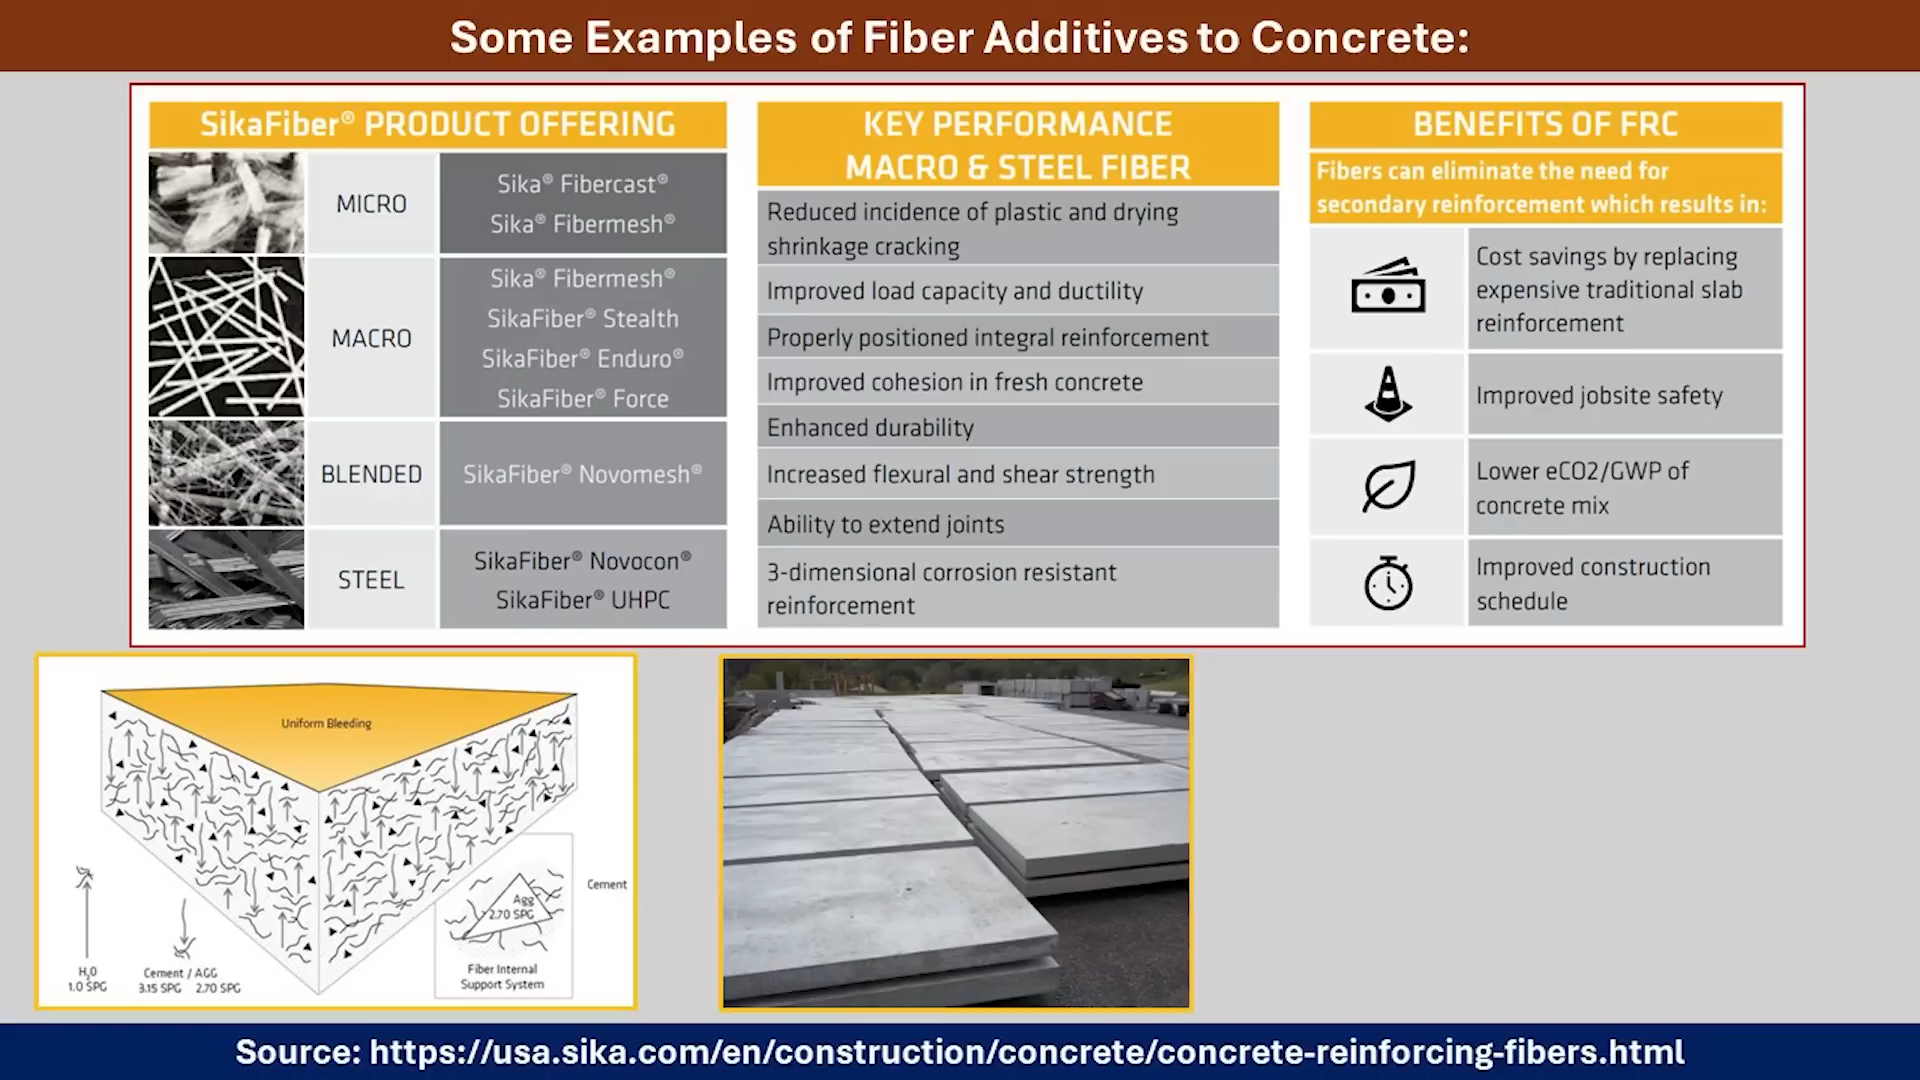 Some Examples of Fiber Additives to Concrete:
SikaFiber® PRODUCT OFFERING
MICRO
Sika® Fibercast®
Sika® Fibermesh®
MACRO
Sika® Fibermesh®
SikaFiber® Stealth
SikaFiber® Enduro®
SikaFiber® Force
BLENDED
SikaFiber® Novomesh®
STEEL
SikaFiber® Novocon®
SikaFiber® UHPC
KEY PERFORMANCE
MACRO & STEEL FIBER
Reduced incidence of plastic and drying
shrinkage cracking
Improved load capacity and ductility
Properly positioned integral reinforcement
Improved cohesion in fresh concrete
Enhanced durability
Increased flexural and shear strength
Ability to extend joints
3-dimensional corrosion resistant
reinforcement
BENEFITS OF FRC
Fibers can eliminate the need for
secondary reinforcement which results in:
Cost savings by replacing
expensive traditional slab
reinforcement
Improved jobsite safety
Lower eCO2/GWP of
concrete mix
Improved construction
schedule
Uniform Bleeding
H₂0
1.0 SPG
Cement / AGG
3.15 SPG 2.70 SPG
Agg
2.70 SPG
Cement
Fiber Internal
Support System
Source: https://usa.sika.com/en/construction/concrete/concrete-reinforcing-fibers.html